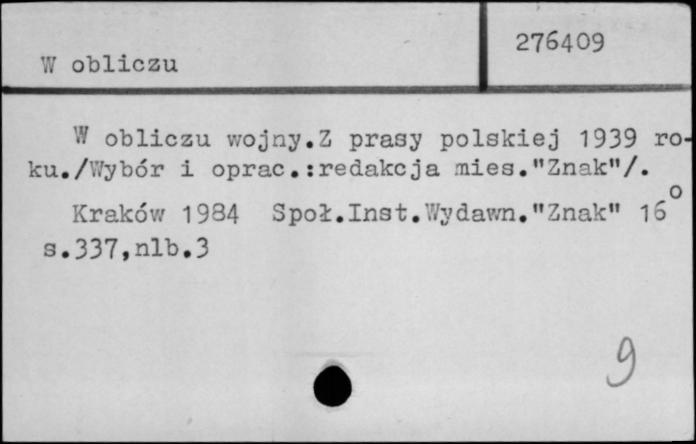 276409
W obliczu
W obliczu wojny.Z prasy polskiej 1939 ro-
ku./Wybór i oprac.:redakcja mies."Znak"/.
Kraków 1984 Społ.Inst.Wydawn."Znak" 16°
s.337,nlb.3
9